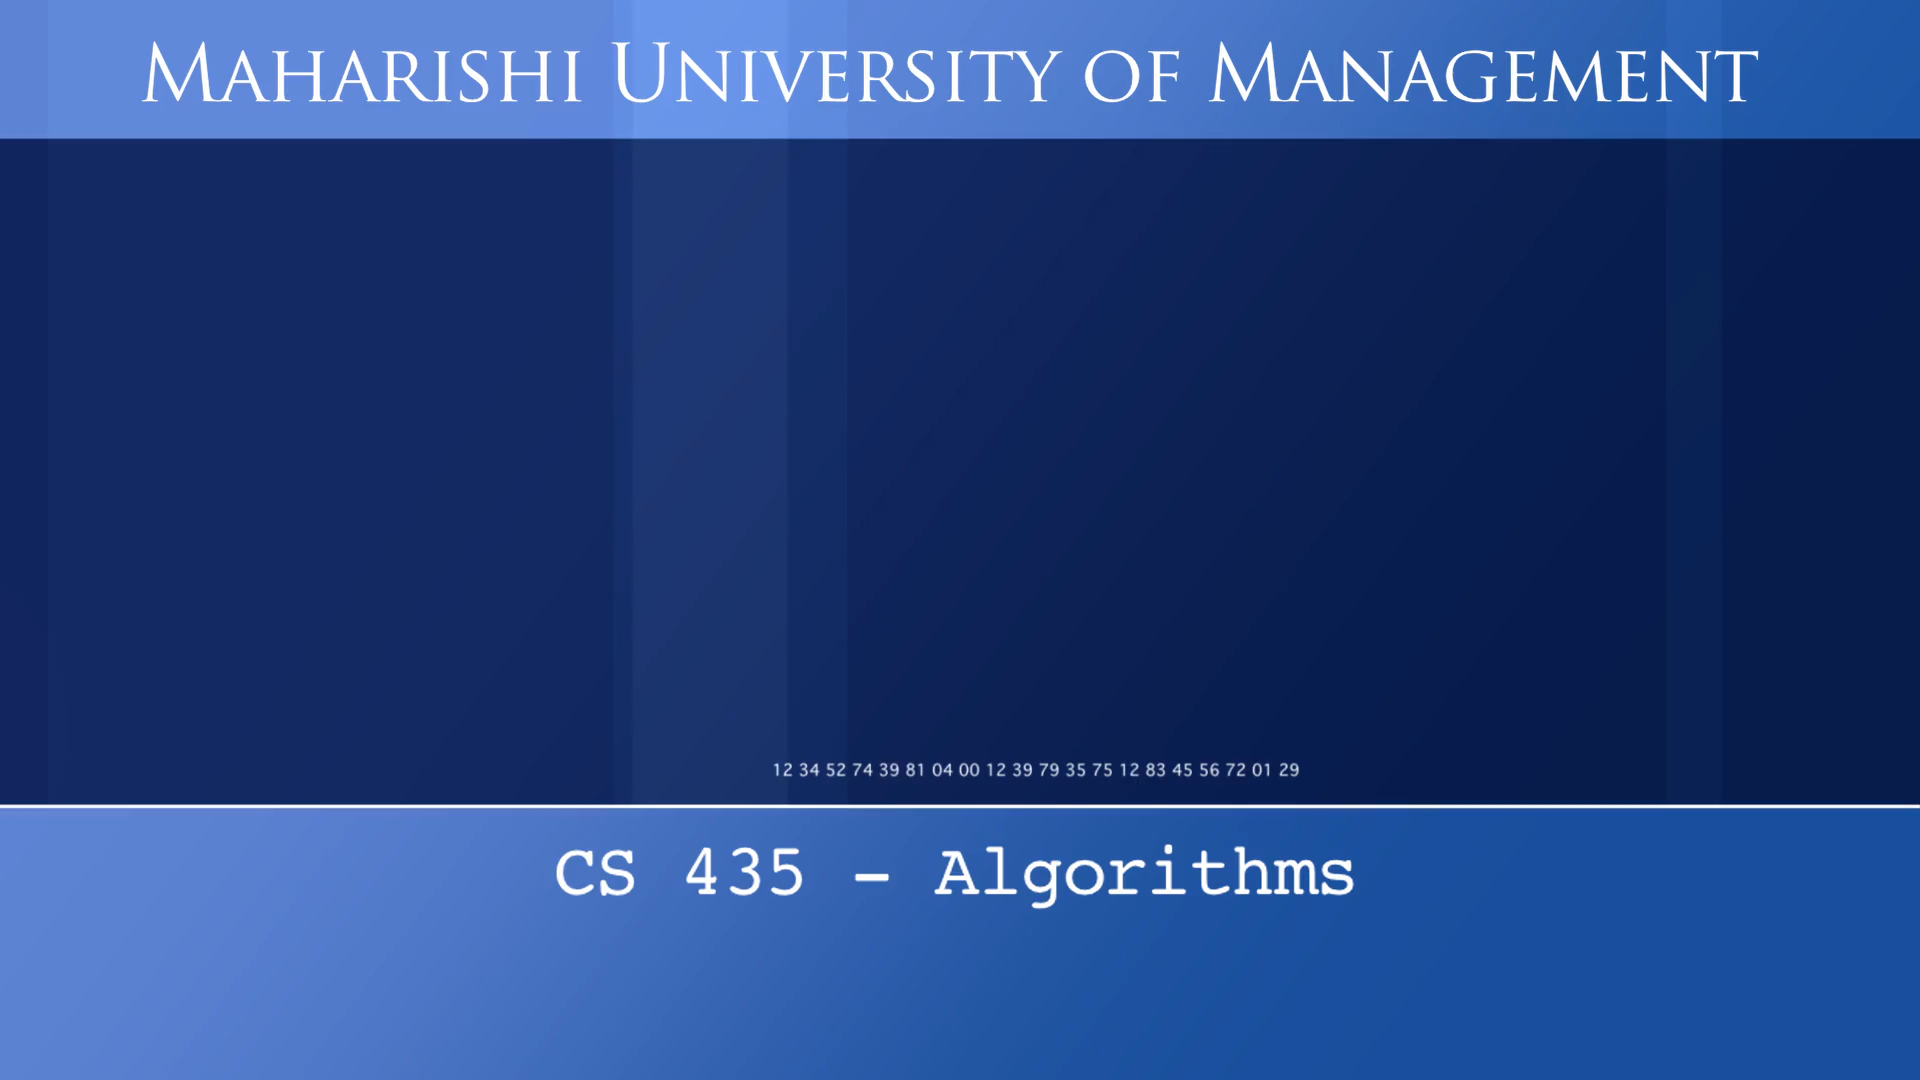 MAHARISHI UNIVERSITY OF MANAGEMENT
12 34 52 74 39 81 04 00 12 39 79 35 75 12 83 45 56 72 01 29
CS 435 – Algorithms